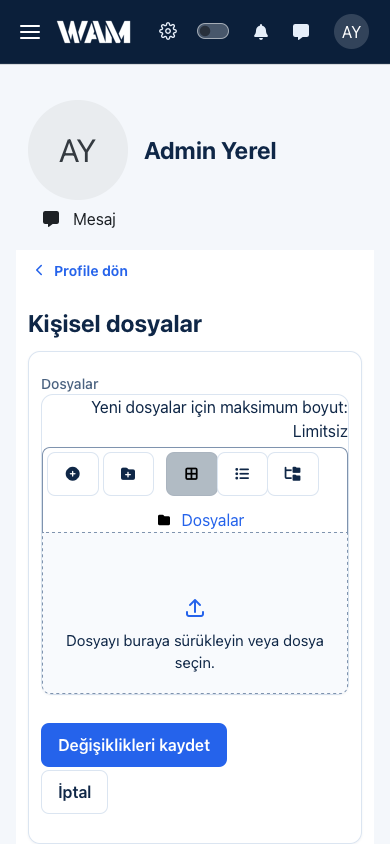 WAM
AY
AY
Admin Yerel
Mesaj
Profile dön
Kişisel dosyalar
Dosyalar
Yeni dosyalar için maksimum boyut:
Limitsiz
Dosyalar
Dosyayı buraya sürükleyin veya dosya
seçin.
Değişiklikleri kaydet
İptal